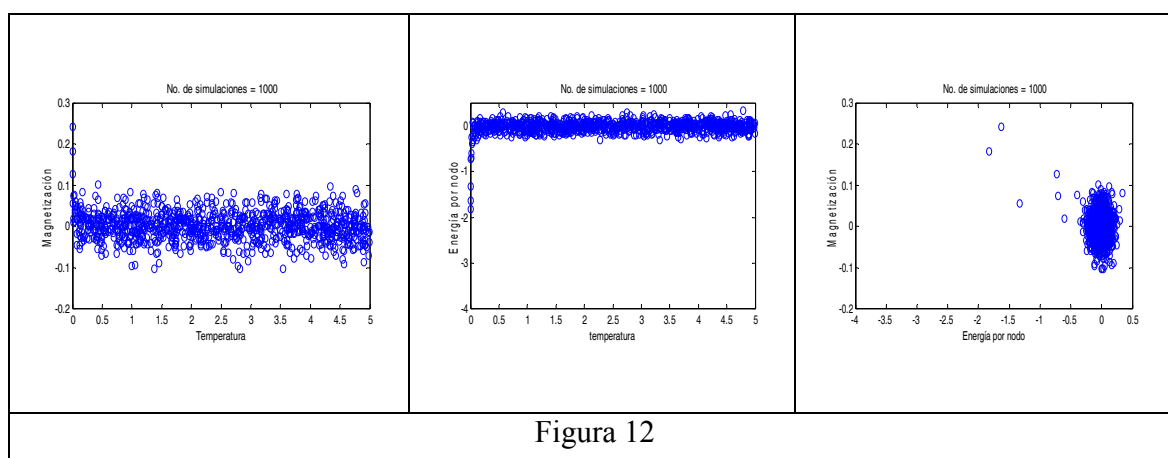 No. de simulaciones = 1000
0.3
0.2
0.1
0
-0.1
-0.2
Magnetización
0 0.5 1 1.5 2 2.5 3 3.5 4 4.5 5
Temperatura
No. de simulaciones = 1000
0
-1
-2
-3
-4
Energía por nodo
0 0.5 1 1.5 2 2.5 3 3.5 4 4.5 5
temperatura
No. de simulaciones = 1000
0.3
0.2
0.1
0
-0.1
-0.2
Magnetización
-4 -3.5 -3 -2.5 -2 -1.5 -1 -0.5 0 0.5
Energía por nodo
Figura 12